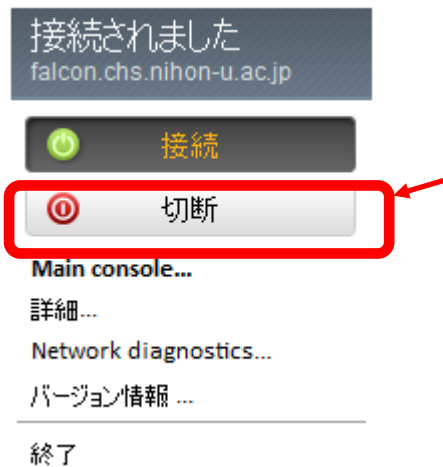 接続されました
falcon.chs.nihon-u.ac.jp
接続
切断
Main console...
詳細...
Network diagnostics...
バージョン情報 ...
終了